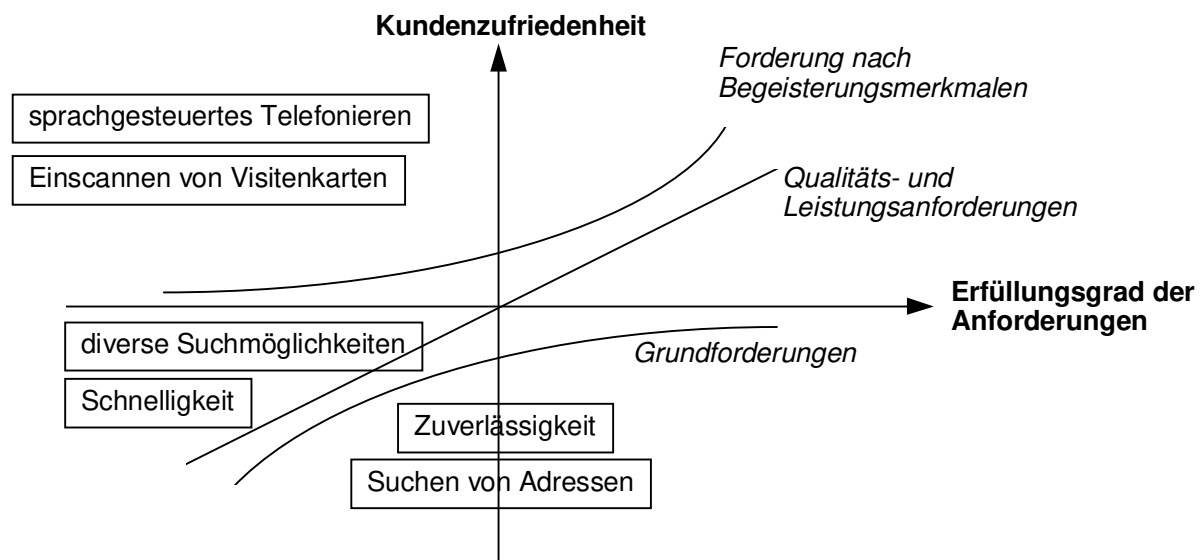 Kundenzufriedenheit
Forderung nach
Begeisterungsmerkmalen
sprachgesteuertes Telefonieren
Einscannen von Visitenkarten
Qualitäts- und
Leistungsanforderungen
Erfüllungsgrad der
Anforderungen
diverse Suchmöglichkeiten
Grundforderungen
Schnelligkeit
Zuverlässigkeit
Suchen von Adressen